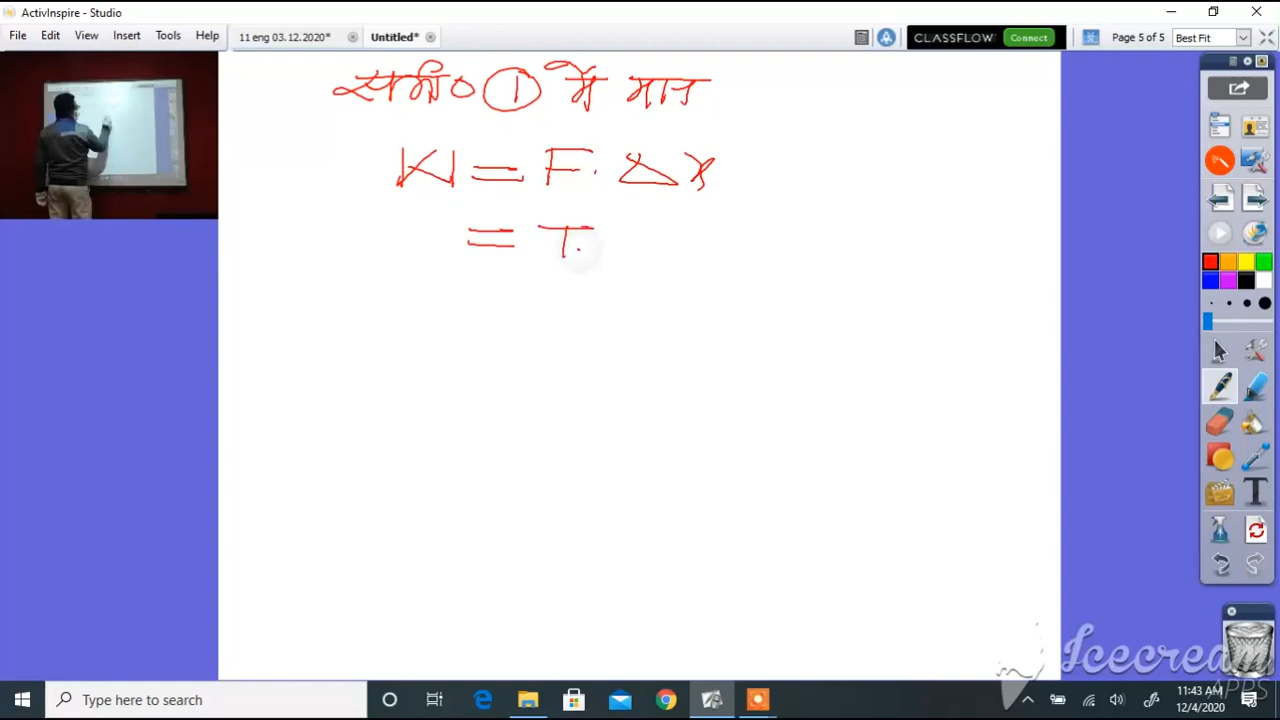 ActivInspire - Studio
File Edit View Insert Tools Help
11 eng 03.12.2020*
Untitled*
CLASSFLOW
Connect
Page 5 of 5
Best Fit
समी० ① में मान
W = F. Δx
= T.
T
Icecream
APPS
Type here to search
11:43 AM
12/4/2020